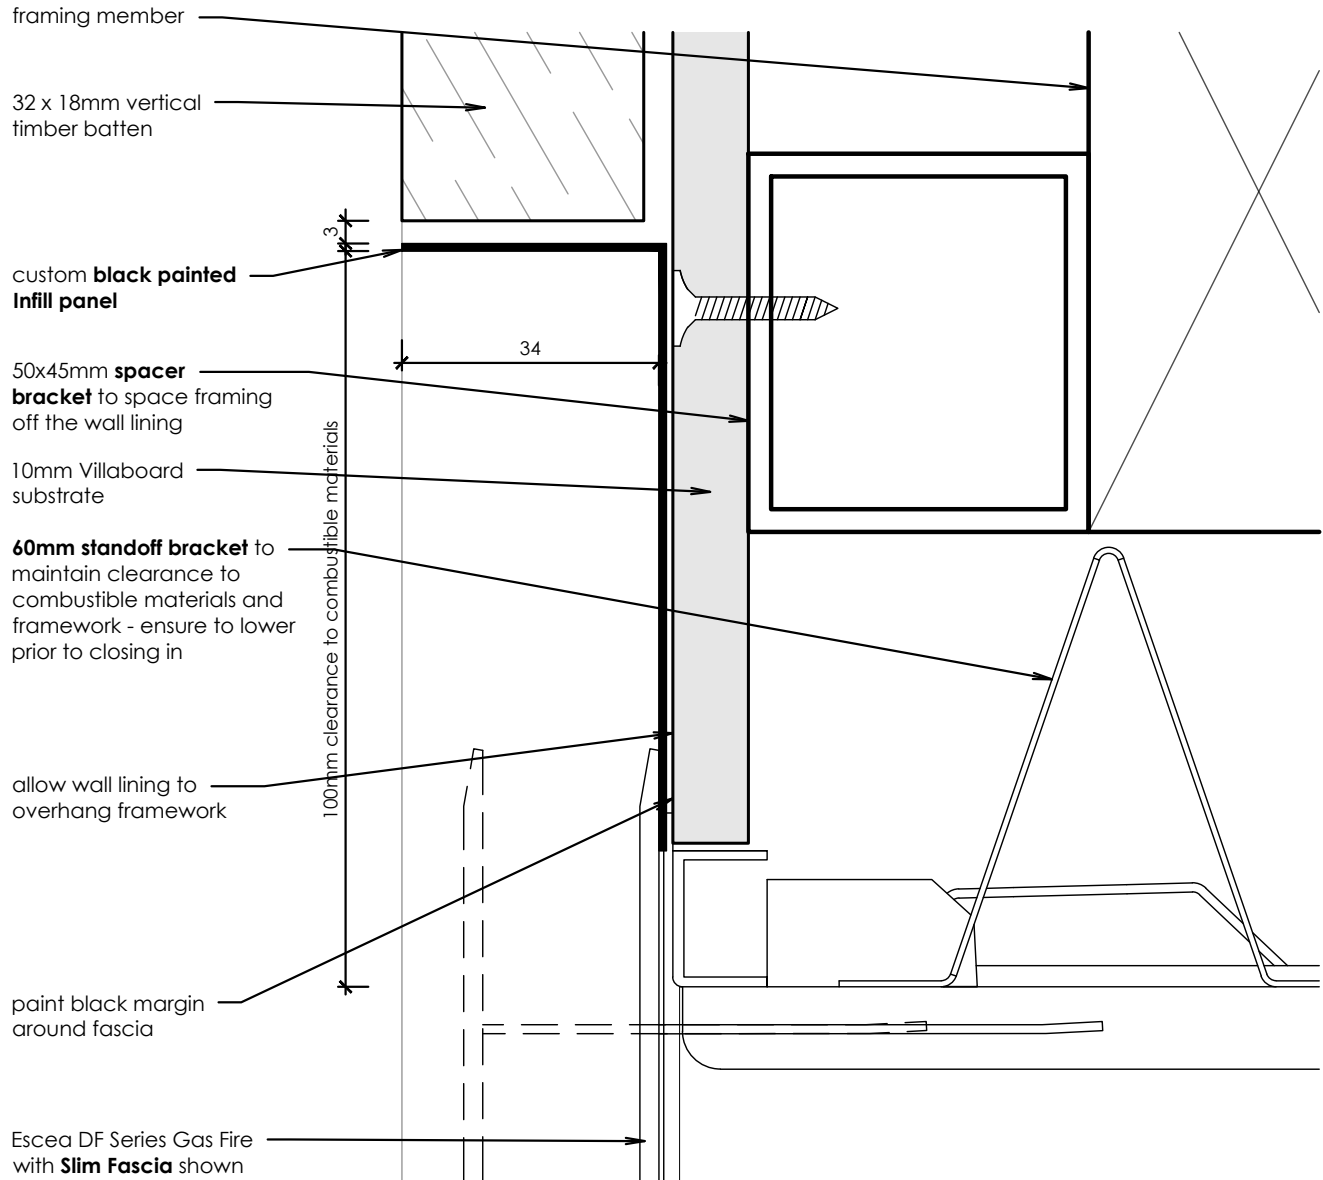 framing member
32 x 18mm vertical
timber batten
3
custom black painted
Infill panel
34
50x45mm spacer
bracket to space framing
off the wall lining
100mm clearance to combustible materials
10mm Villaboard
substrate
60mm standoff bracket to
maintain clearance to
combustible materials and
framework - ensure to lower
prior to closing in
allow wall lining to
overhang framework
paint black margin
around fascia
Escea DF Series Gas Fire
with Slim Fascia shown